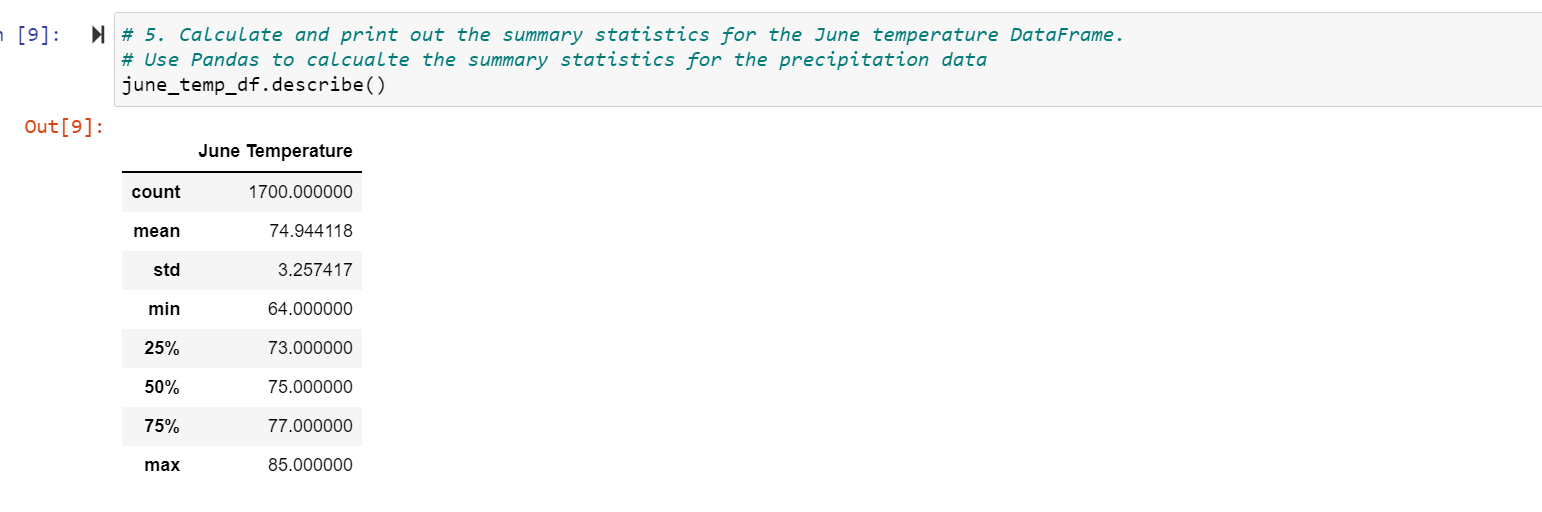 [9]:
# 5. Calculate and print out the summary statistics for the June temperature DataFrame.
# Use Pandas to calcualte the summary statistics for the precipitation data
june_temp_df.describe()
Out[9]:
June Temperature
count 1700.000000
mean 74.944118
std 3.257417
min 64.000000
25% 73.000000
50% 75.000000
75% 77.000000
max 85.000000